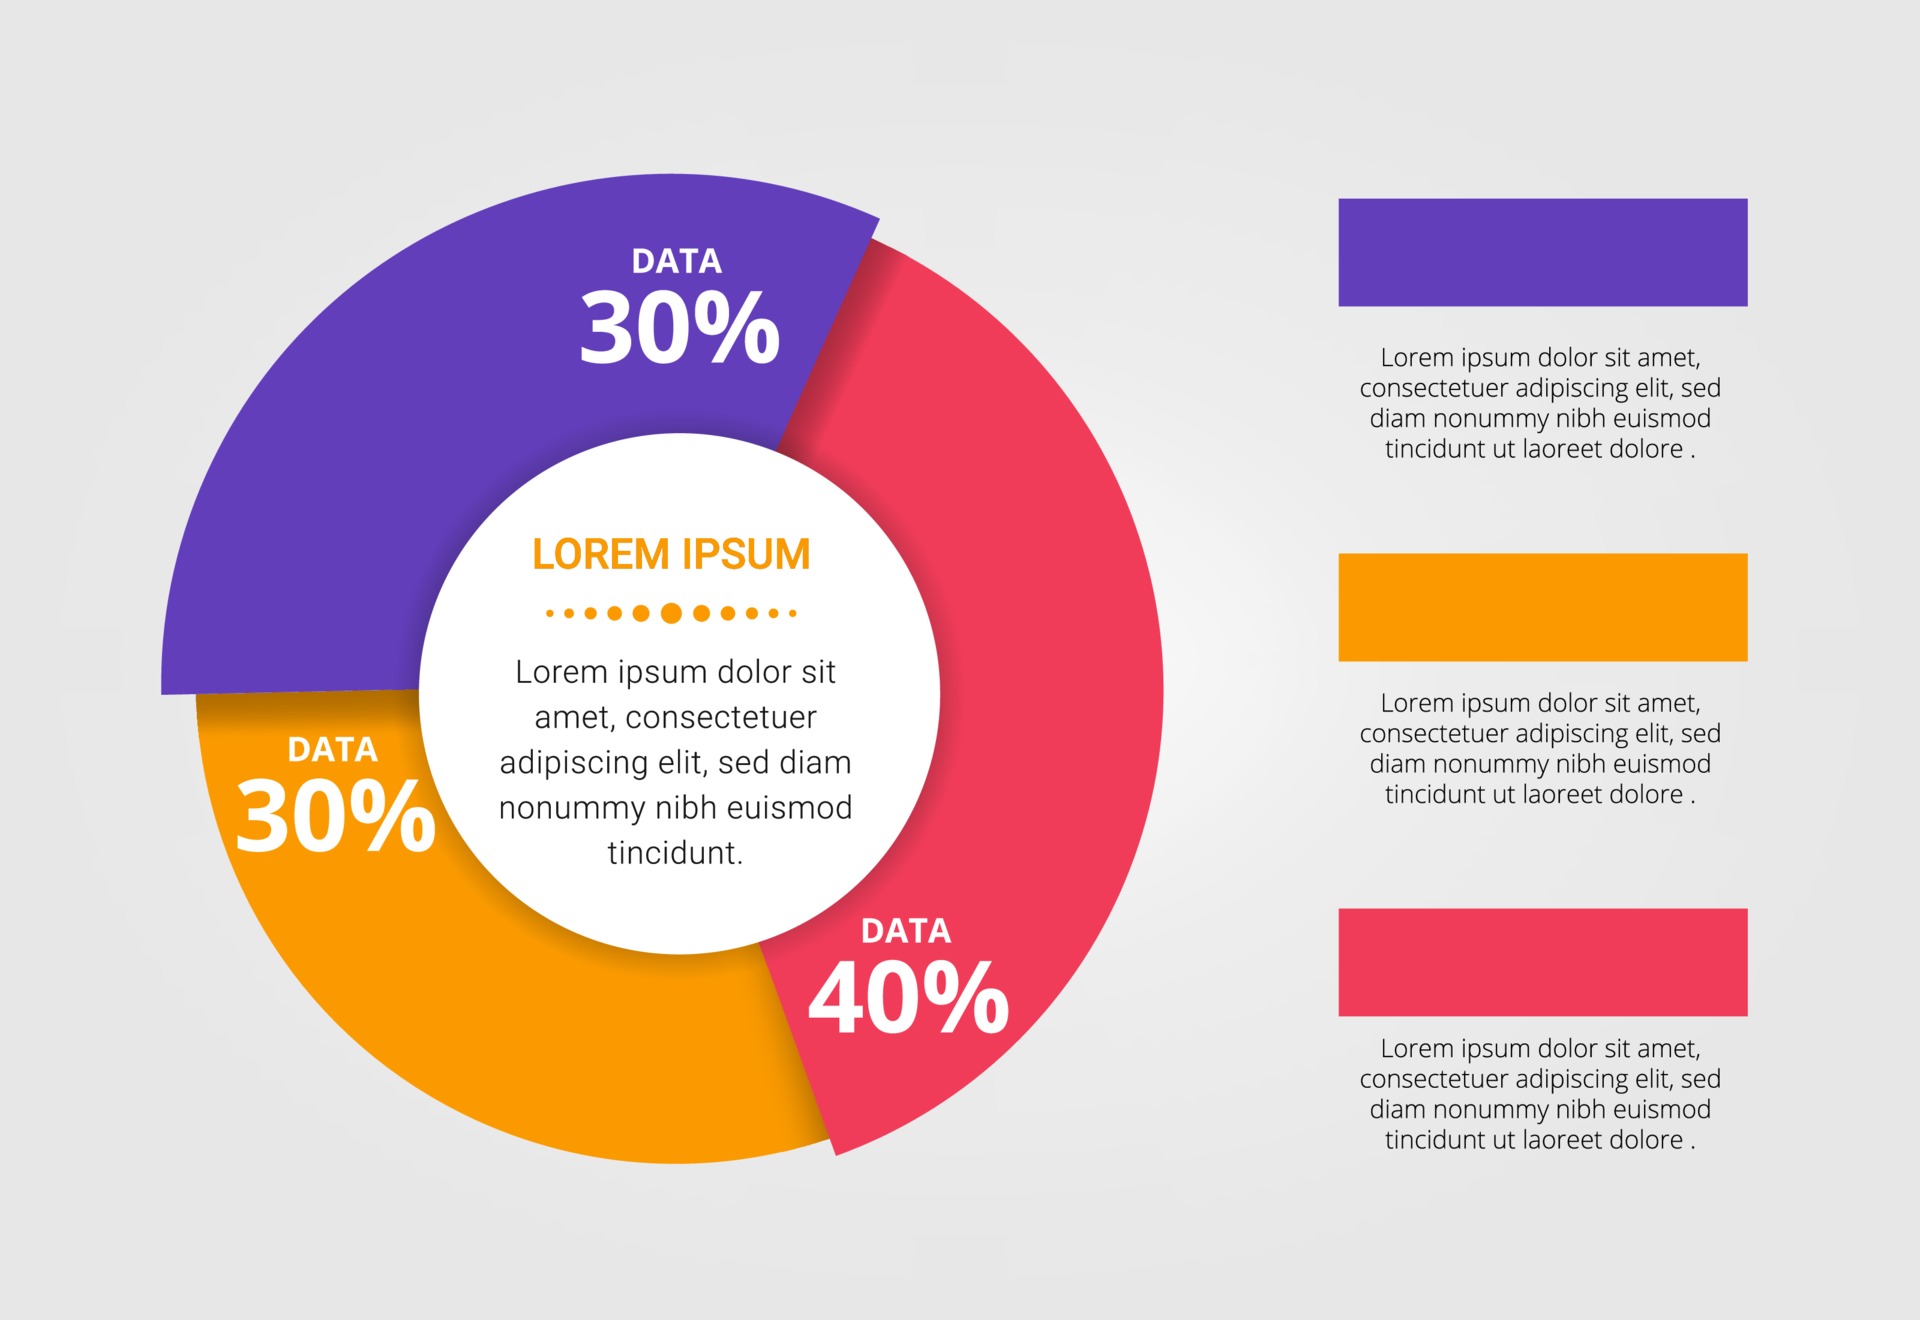 DATA
30%
DATA
30%
DATA
40%
LOREM IPSUM
Lorem ipsum dolor sit
amet, consectetuer
adipiscing elit, sed diam
nonummy nibh euismod
tincidunt.
Lorem ipsum dolor sit amet,
consectetuer adipiscing elit, sed
diam nonummy nibh euismod
tincidunt ut laoreet dolore .
Lorem ipsum dolor sit amet,
consectetuer adipiscing elit, sed
diam nonummy nibh euismod
tincidunt ut laoreet dolore .
Lorem ipsum dolor sit amet,
consectetuer adipiscing elit, sed
diam nonummy nibh euismod
tincidunt ut laoreet dolore .